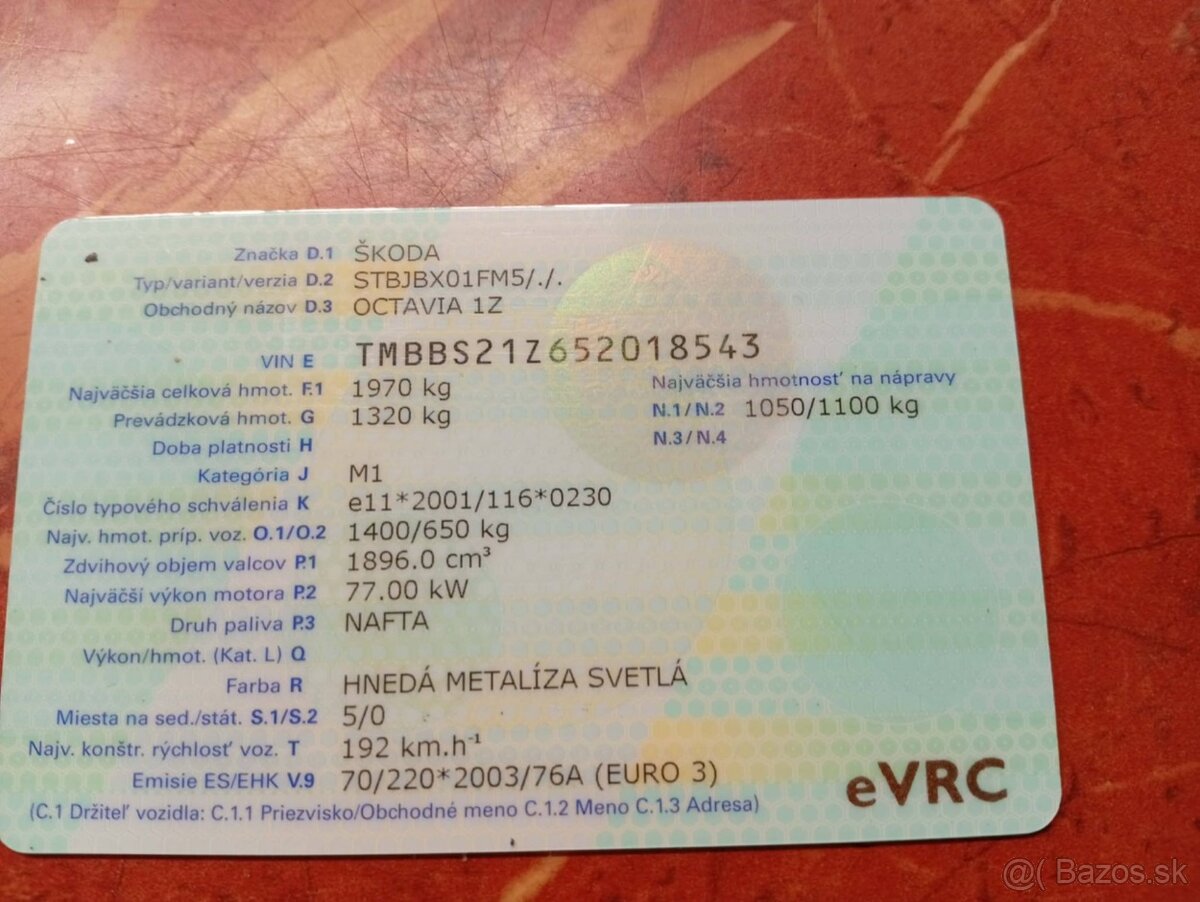 Značka D.1 ŠKODA
Typ/variant/verzia D.2 STBJBX01FM5/./.
Obchodný názov D.3 OCTAVIA 1Z
VIN E TMBBS21Z652018543
Najväčšia celková hmot. F.1 1970 kg Najväčšia hmotnosť na nápravy
Prevádzková hmot. G 1320 kg N.1/N.2 1050/1100 kg
Doba platnosti H N.3/N.4
Kategória J M1
Číslo typového schválenia K e11*2001/116*0230
Najv. hmot. príp. voz. O.1/O.2 1400/650 kg
Zdvihový objem valcov P.1 1896.0 cm³
Najväčší výkon motora P.2 77.00 kW
Druh paliva P.3 NAFTA
Výkon/hmot. (Kat. L) Q
Farba R HNEDÁ METALÍZA SVETLÁ
Miesta na sed./stát. S.1/S.2 5/0
Najv. konštr. rýchlosť voz. T 192 km.h⁻¹
Emisie ES/EHK V.9 70/220*2003/76A (EURO 3)
eVRC
(C.1 Držiteľ vozidla: C.1.1 Priezvisko/Obchodné meno C.1.2 Meno C.1.3 Adresa)
@( Bazos.sk